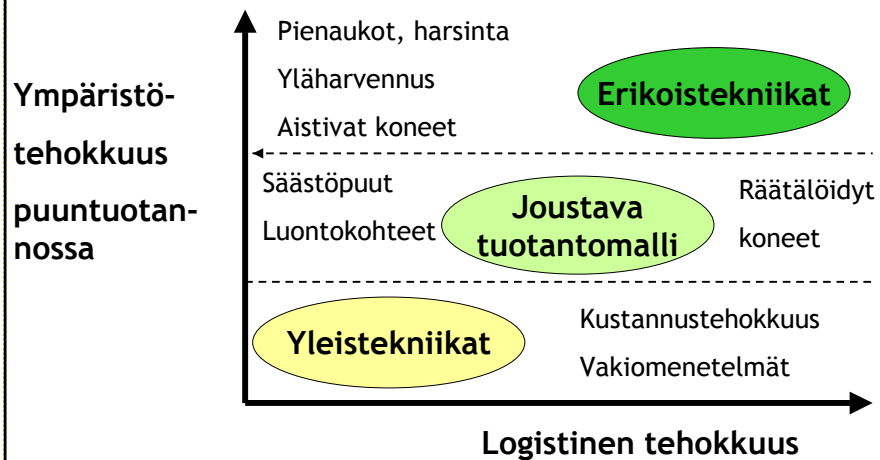 Ympäristö-
tehokkuus
puuntuotan-
nossa
Pienaukot, harsinta
Yläharvennus
Aistivat koneet
Erikoistekniikat
Säästöpuut
Luontokohteet
Joustava
tuotantomalli
Räätälöidyt
koneet
Yleistekniikat
Kustannustehokkuus
Vakiomenetelmät
Logistinen tehokkuus